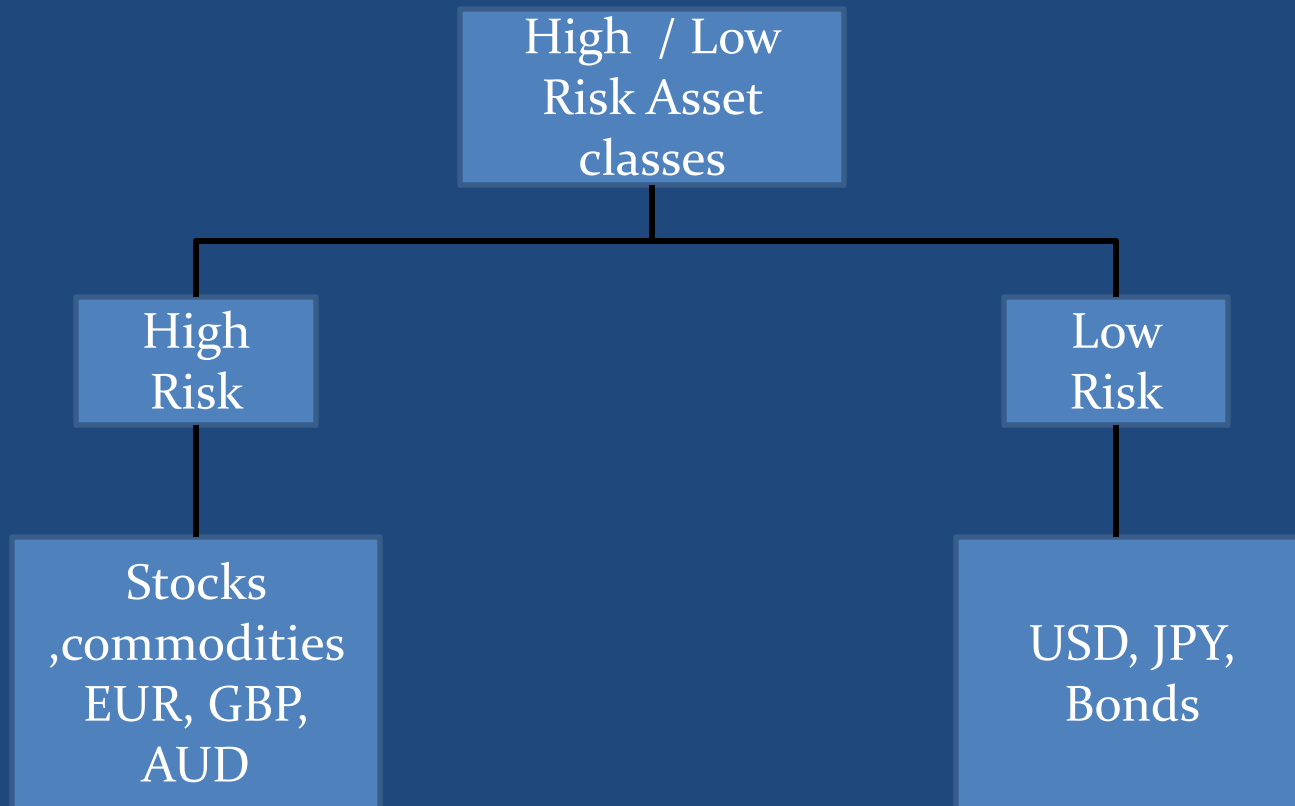 High / Low
Risk Asset
classes
High
Risk
Low
Risk
Stocks
,commodities
EUR, GBP,
AUD
USD, JPY,
Bonds